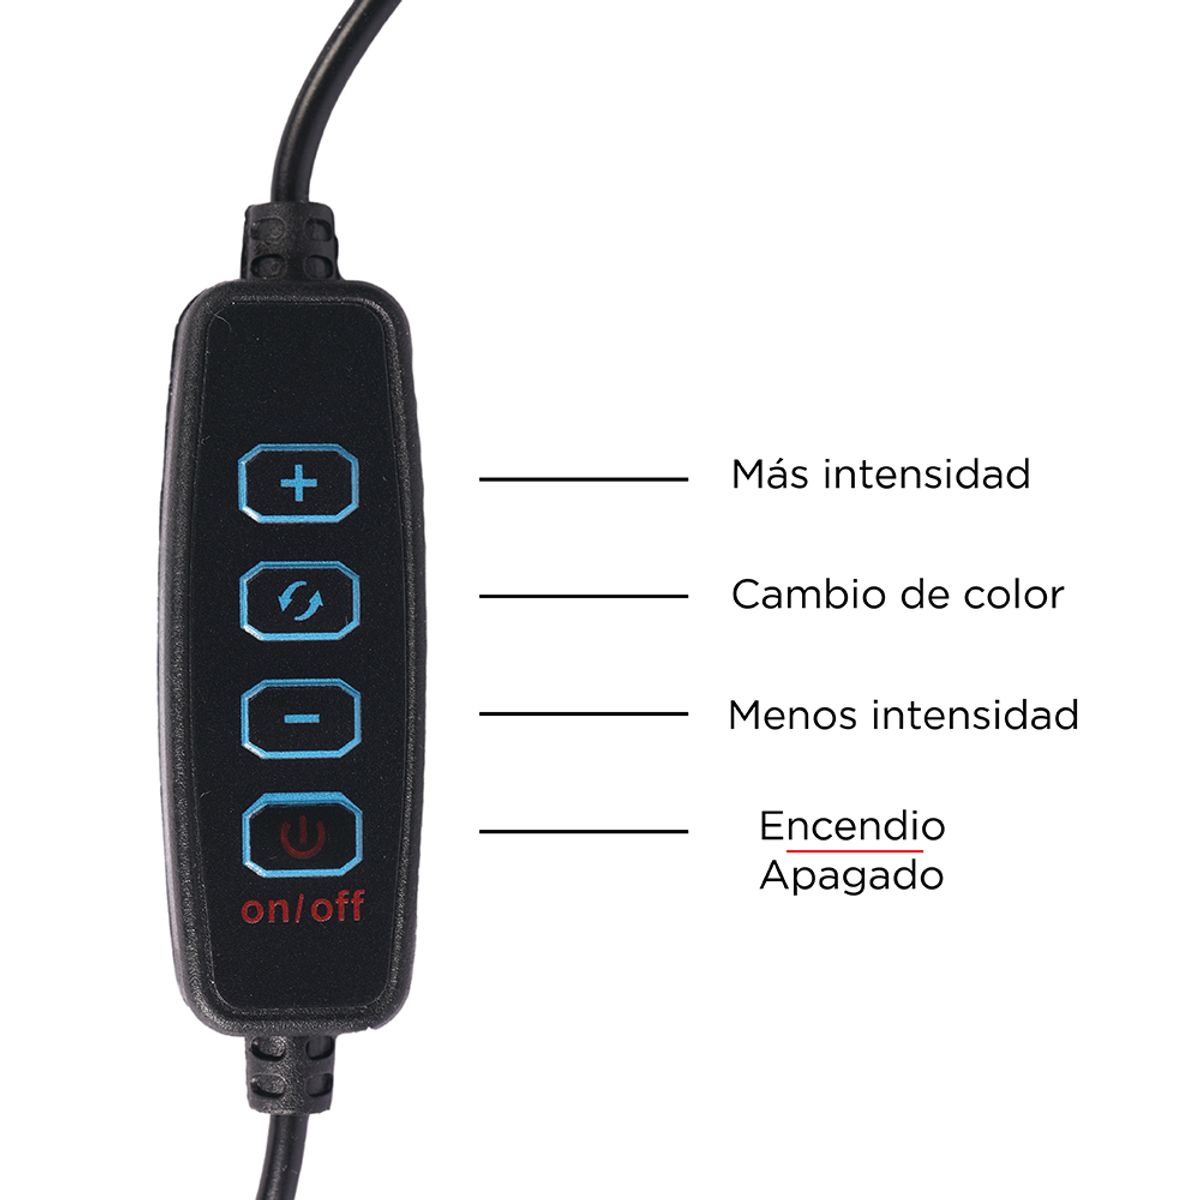 +
Más intensidad
Cambio de color
−
Menos intensidad
Encendio
Apagado
on/off